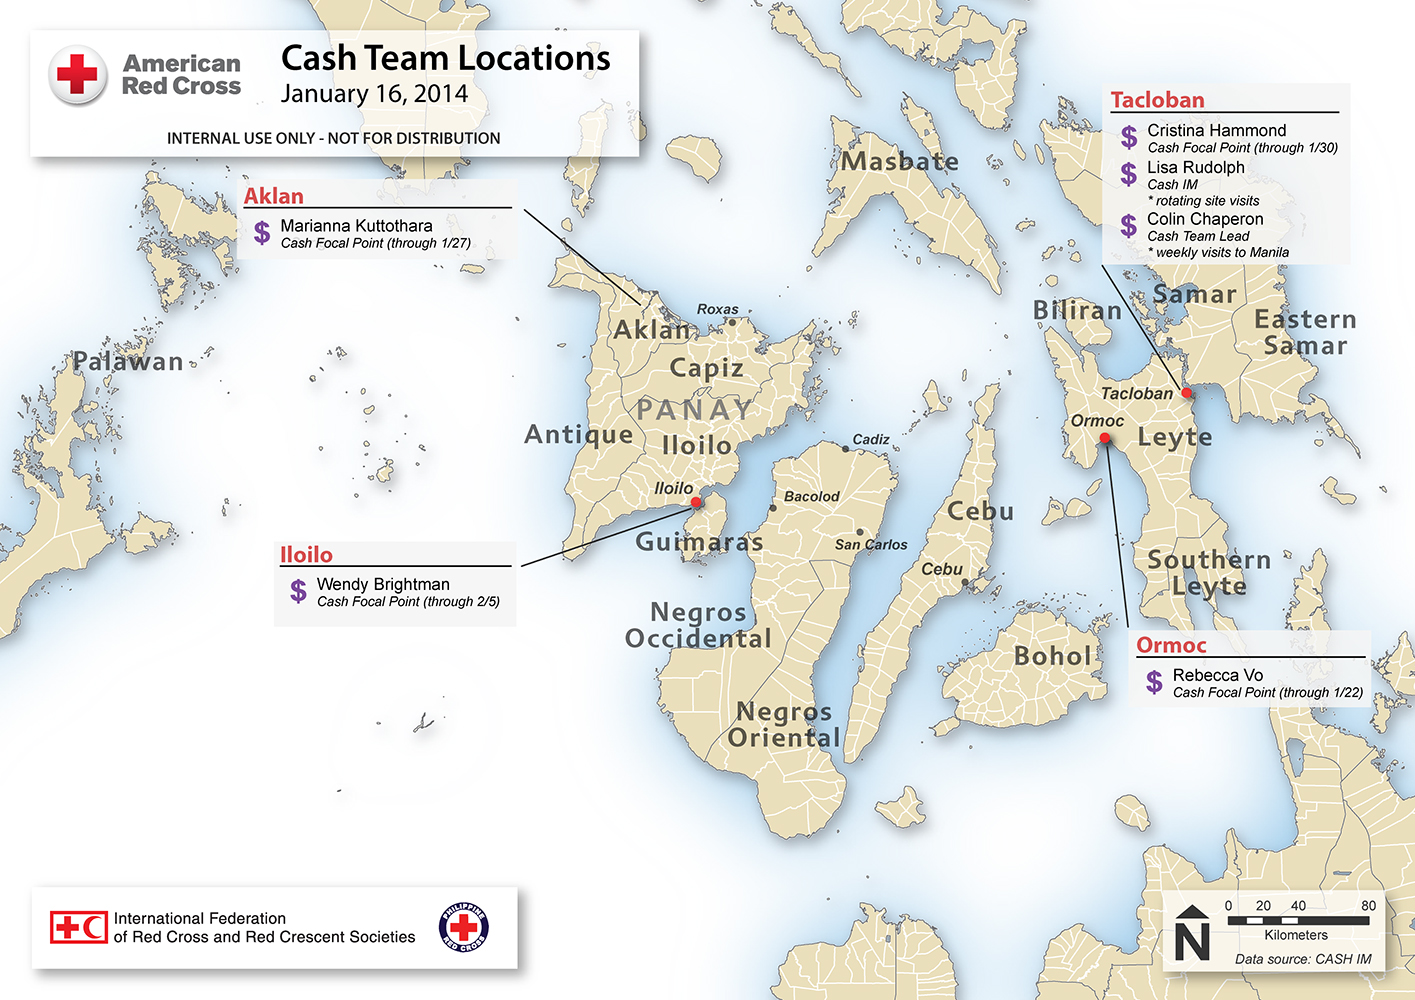 American
Red Cross
Cash Team Locations
January 16, 2014
INTERNAL USE ONLY - NOT FOR DISTRIBUTION
Tacloban
$ Cristina Hammond
Cash Focal Point (through 1/30)
$ Lisa Rudolph
Cash IM
* rotating site visits
$ Colin Chaperon
Cash Team Lead
* weekly visits to Manila
Aklan
$ Marianna Kuttothara
Cash Focal Point (through 1/27)
Masbate
Samar
Biliran
Eastern
Samar
Roxas
Aklan
Palawan
Capiz
Tacloban
PANAY
Ormoc
Antique
Leyte
Iloilo
Cadiz
Iloilo
Bacolod
Cebu
Guimaras
San Carlos
Iloilo
$ Wendy Brightman
Cash Focal Point (through 2/5)
Cebu
Southern
Leyte
Negros
Occidental
Bohol
Ormoc
$ Rebecca Vo
Cash Focal Point (through 1/22)
Negros
Oriental
International Federation
of Red Cross and Red Crescent Societies
PHILIPPINE
RED CROSS
N
0 20 40 80
Kilometers
Data source: CASH IM